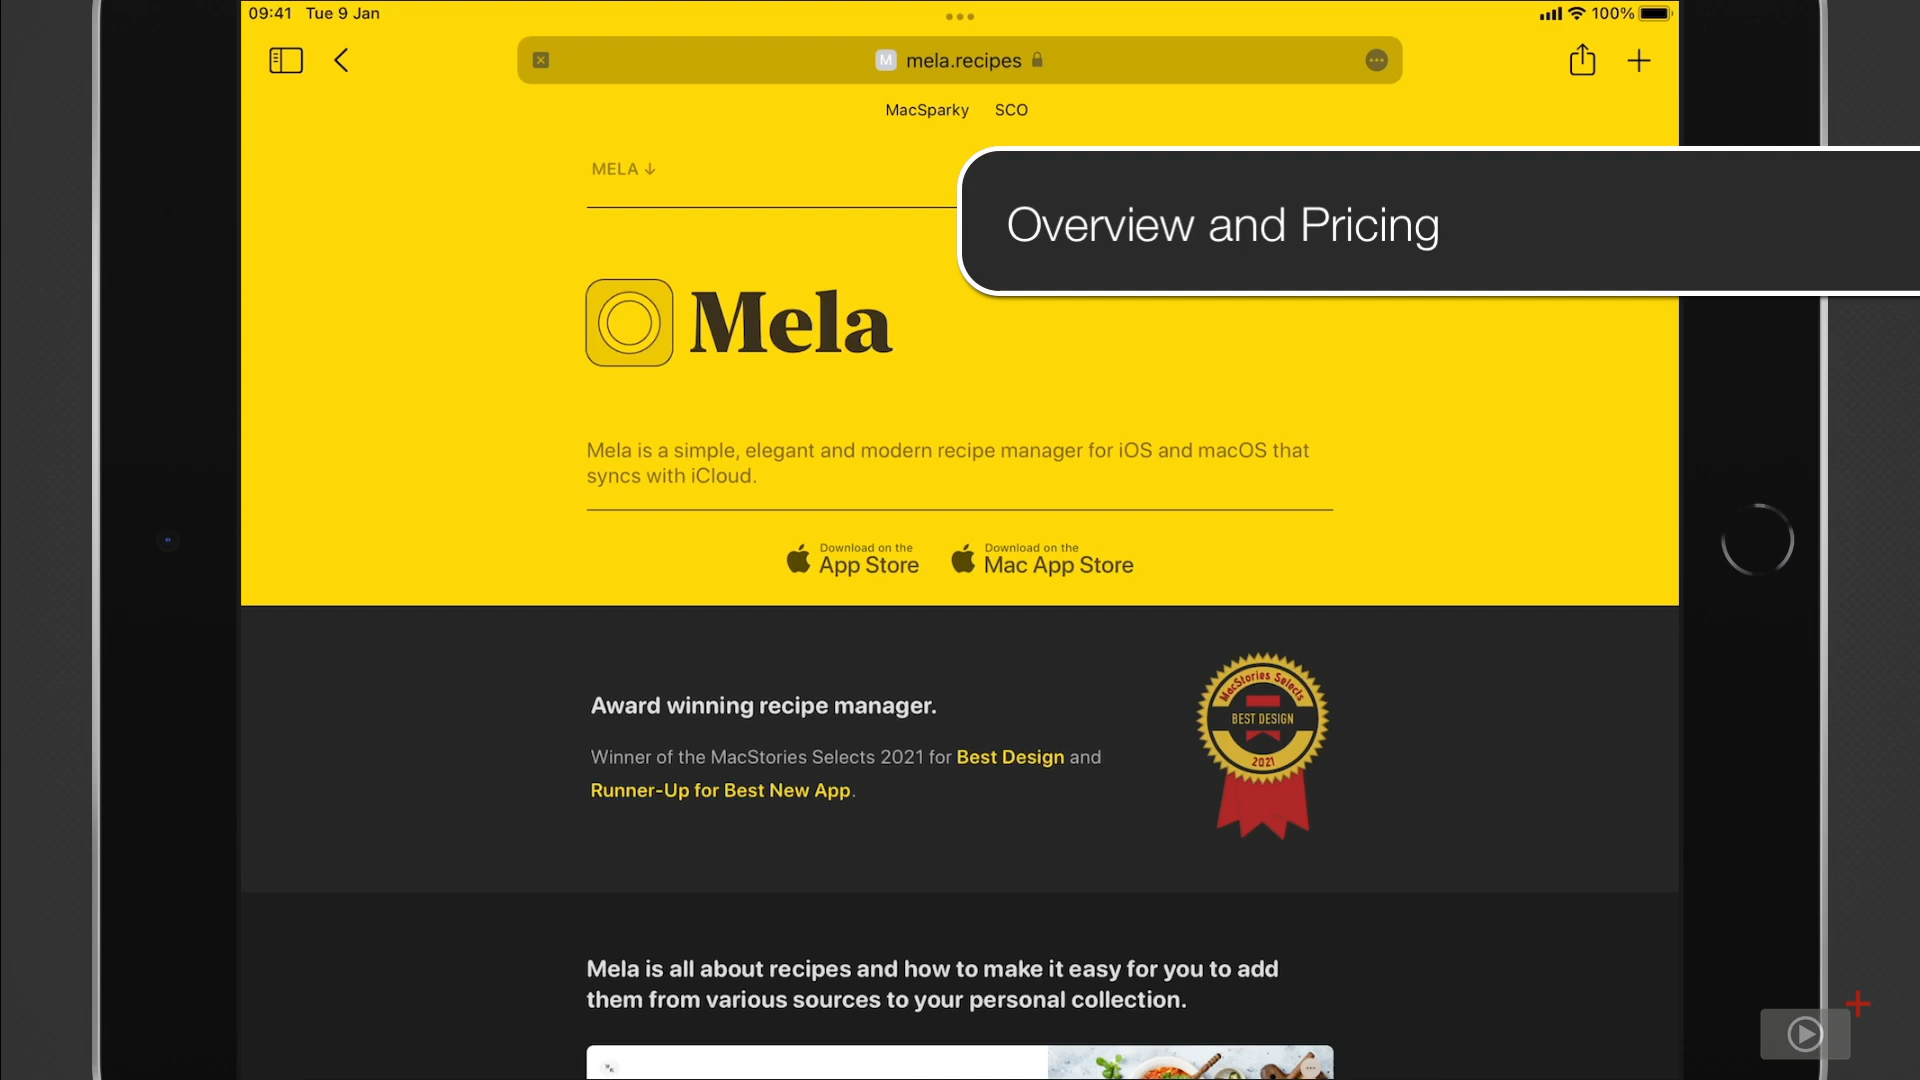 09:41 Tue 9 Jan
100%
M mela.recipes
MacSparky SCO
MELA ↓
Overview and Pricing
Mela
Mela is a simple, elegant and modern recipe manager for iOS and macOS that
syncs with iCloud.
Download on the
App Store
Download on the
Mac App Store
Award winning recipe manager.
Winner of the MacStories Selects 2021 for Best Design and
Runner-Up for Best New App.
MacStories Selects
BEST DESIGN
2021
Mela is all about recipes and how to make it easy for you to add
them from various sources to your personal collection.